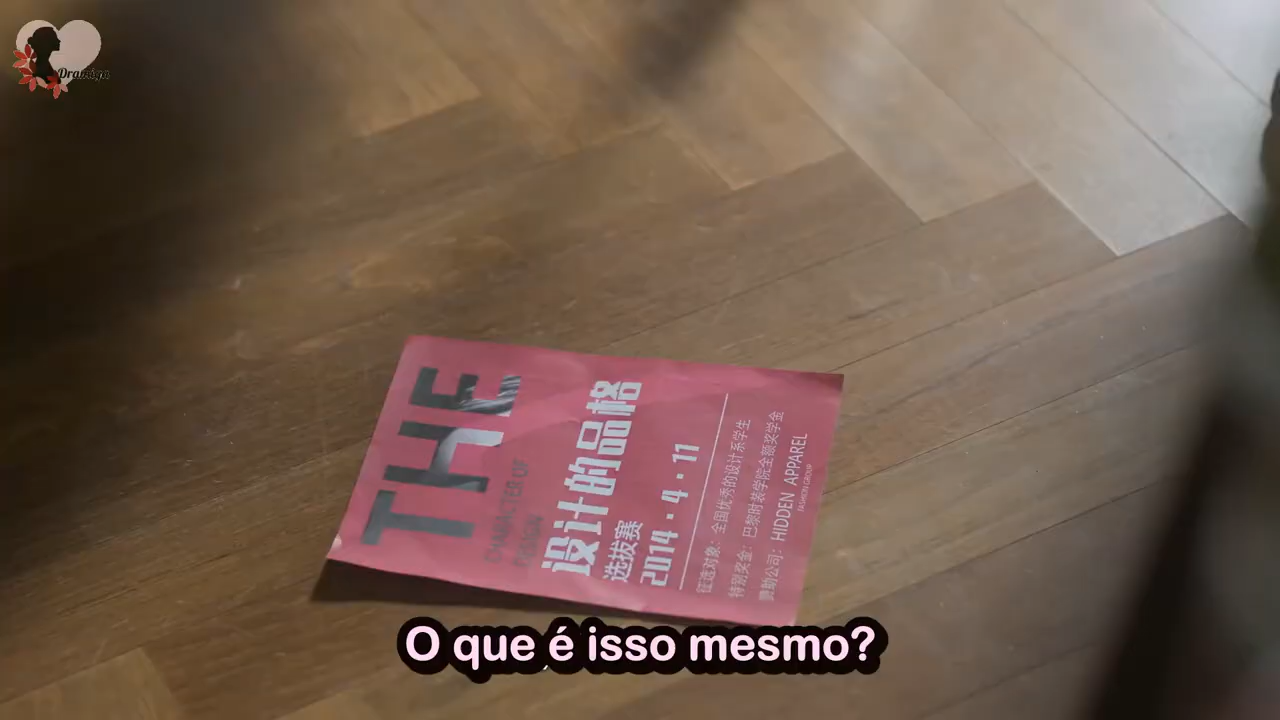 Dramiga
THE
CHARACTER OF
DESIGN
设计的品格
选拔赛
2014·4·11
征选对象：全国优秀的设计系学生
特别奖金：巴黎时装学院全额奖学金
赞助公司：HIDDEN APPAREL
FASHION GROUP
O que é isso mesmo?